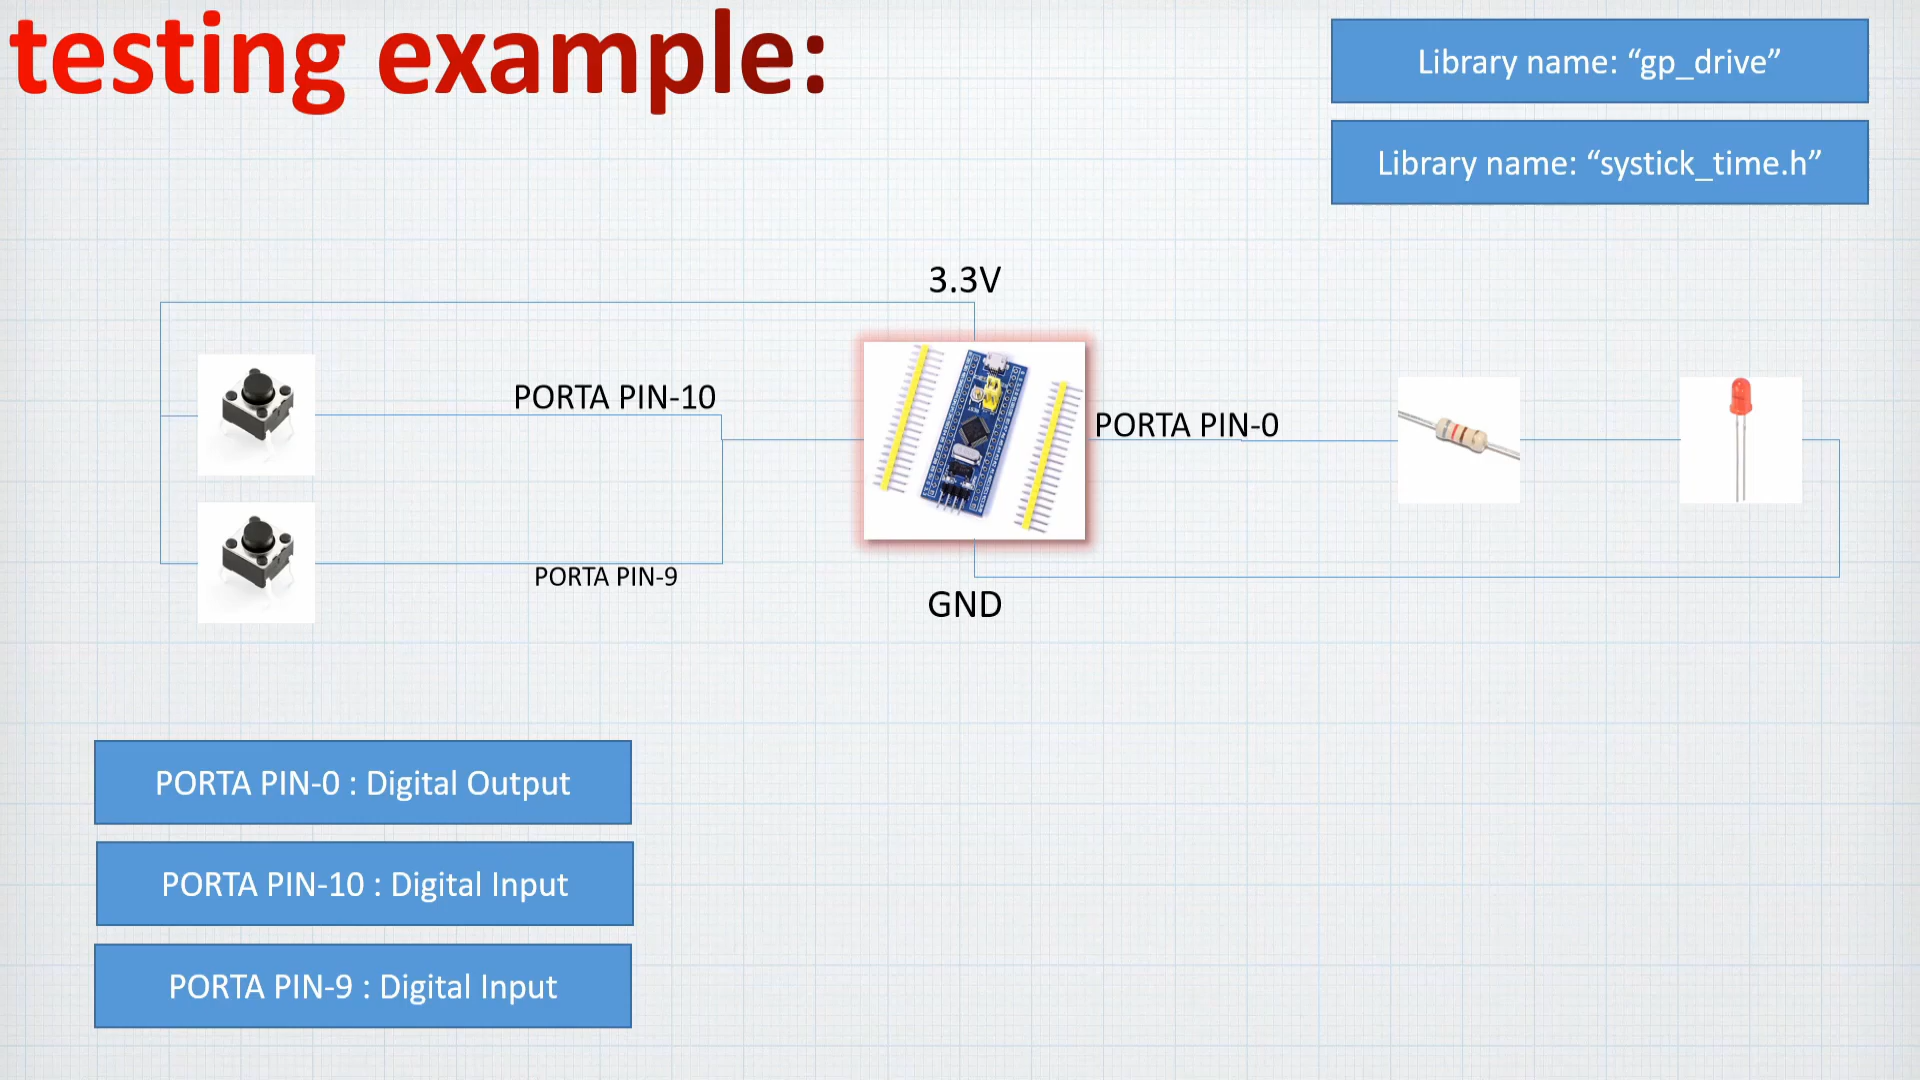 testing example:
Library name: “gp_drive”
Library name: “systick_time.h”
3.3V
PORTA PIN-10
PORTA PIN-0
PORTA PIN-9
GND
PORTA PIN-0 : Digital Output
PORTA PIN-10 : Digital Input
PORTA PIN-9 : Digital Input